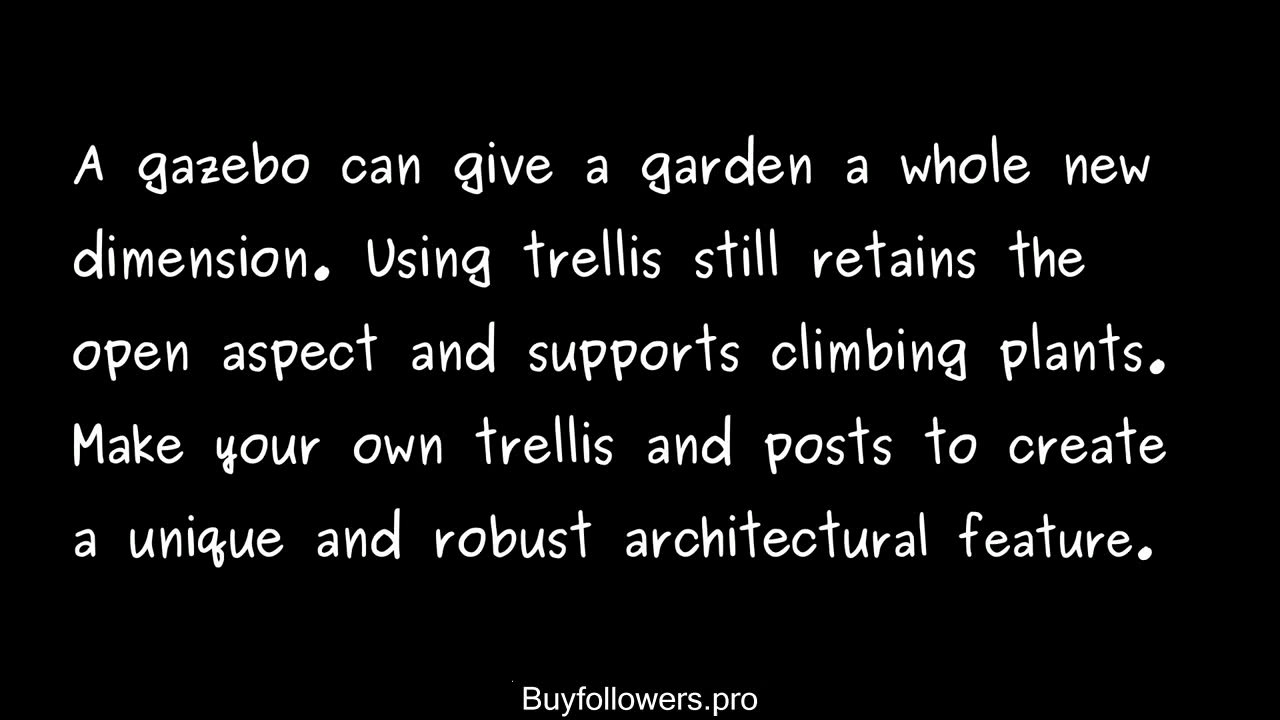 A gazebo can give a garden a whole new
dimension. Using trellis still retains the
open aspect and supports climbing plants.
Make your own trellis and posts to create
a unique and robust architectural feature.
Buyfollowers.pro